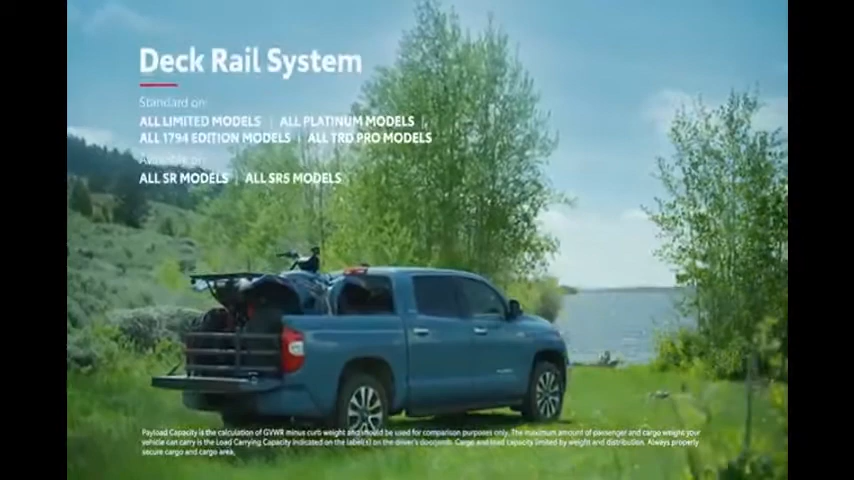 Deck Rail System
Standard on:
ALL LIMITED MODELS | ALL PLATINUM MODELS |
ALL 1794 EDITION MODELS | ALL TRD PRO MODELS
Available on:
ALL SR MODELS | ALL SR5 MODELS
Payload Capacity is the calculation of GVWR minus curb weight and should be used for comparison purposes only. The maximum amount of passenger and cargo weight your
vehicle can carry is the Load Carrying Capacity indicated on the label(s) on the driver's doorjamb. Cargo and load capacity limited by weight and distribution. Always properly
secure cargo and cargo area.